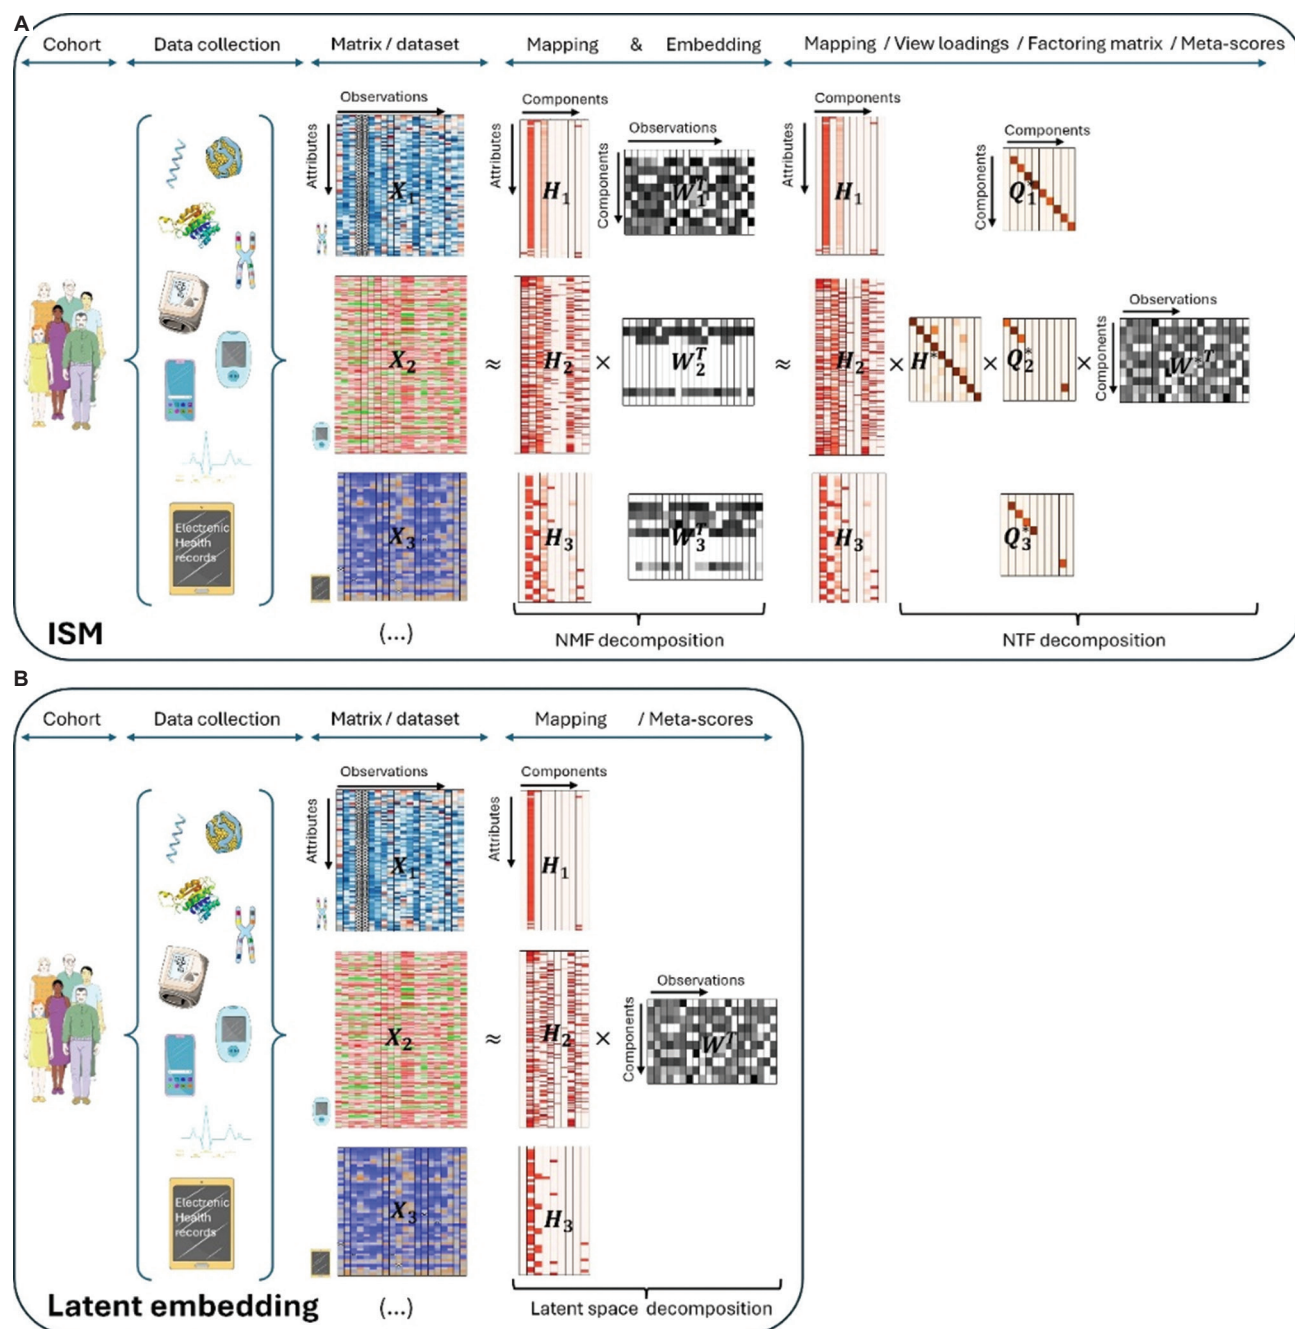 A
Cohort
Data collection
Matrix / dataset
Mapping & Embedding
Mapping / View loadings / Factoring matrix / Meta-scores
Observations
Components
Components
Attributes
Observations
Attributes
Components
Components
Components
X₁
H₁
W₁ᵀ
H₁
Q₁*
Observations
Components
X₂
≈
H₂
×
W₂ᵀ
≈
H₂
×
H*
×
Q₂*
×
W*ᵀ
Electronic
Health
records
X₃
H₃
W₃ᵀ
H₃
Q₃*
ISM
(...)
NMF decomposition
NTF decomposition
B
Cohort
Data collection
Matrix / dataset
Mapping / Meta-scores
Observations
Components
Attributes
Attributes
X₁
H₁
Observations
Components
X₂
≈
H₂
×
Wᵀ
Electronic
Health
records
X₃
H₃
Latent embedding
(...)
Latent space decomposition